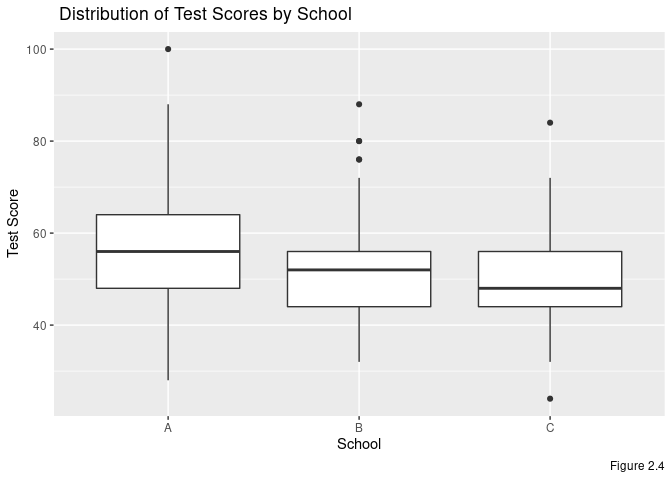 Distribution of Test Scores by School
100
80
60
40
Test Score
A B C
School
Figure 2.4